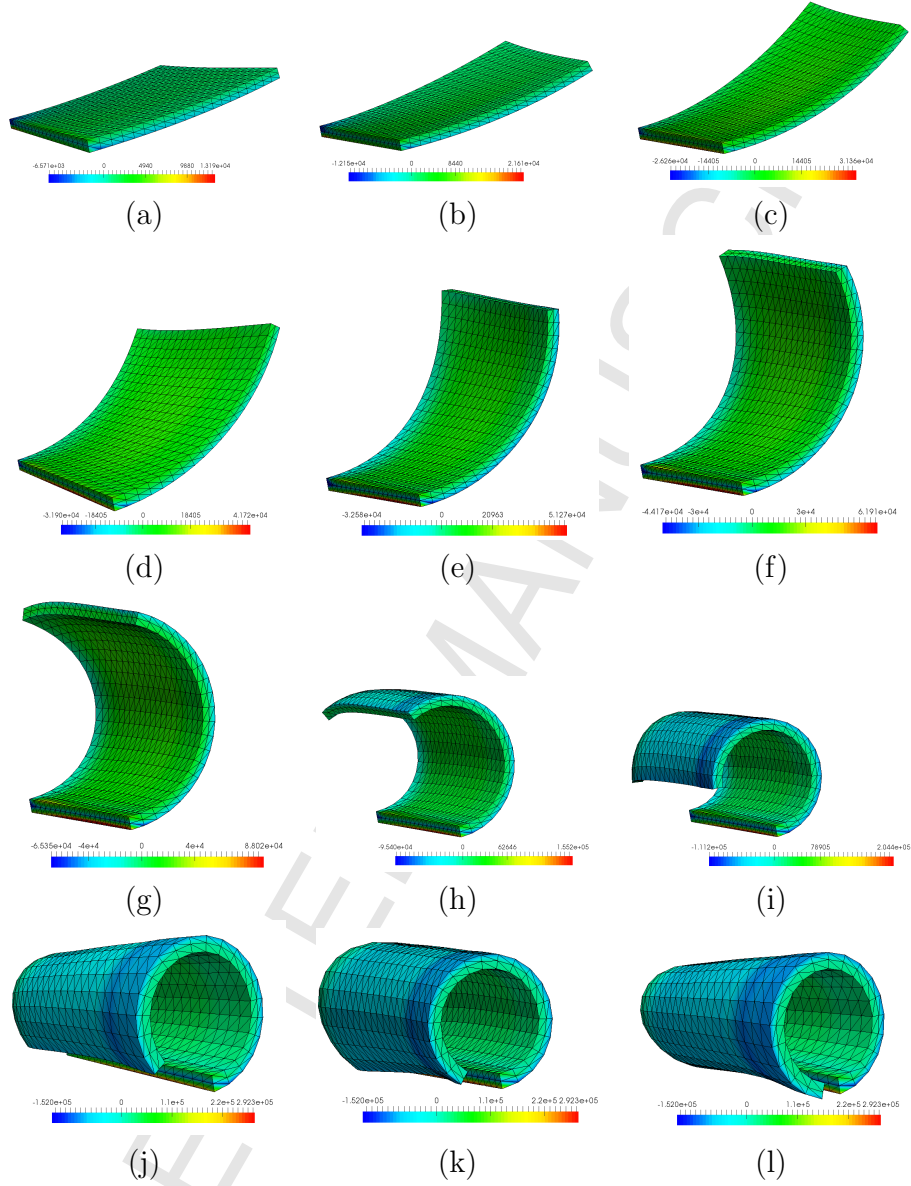 -6.571e+03 0 4940 9880 1.319e+04
(a)
-1.215e+04 0 8440 2.161e+04
(b)
-2.626e+04 -14405 0 14405 3.136e+04
(c)
-3.190e+04 -18405 0 18405 4.172e+04
(d)
-3.258e+04 0 20963 5.127e+04
(e)
-4.417e+04 -3e+4 0 3e+4 6.191e+04
(f)
-6.535e+04 -4e+4 0 4e+4 8.802e+04
(g)
-9.540e+04 0 62646 1.552e+05
(h)
-1.112e+05 0 78905 2.044e+05
(i)
-1.520e+05 0 1.1e+5 2.2e+5 2.923e+05
(j)
-1.520e+05 0 1.1e+5 2.2e+5 2.923e+05
(k)
-1.520e+05 0 1.1e+5 2.2e+5 2.923e+05
(l)